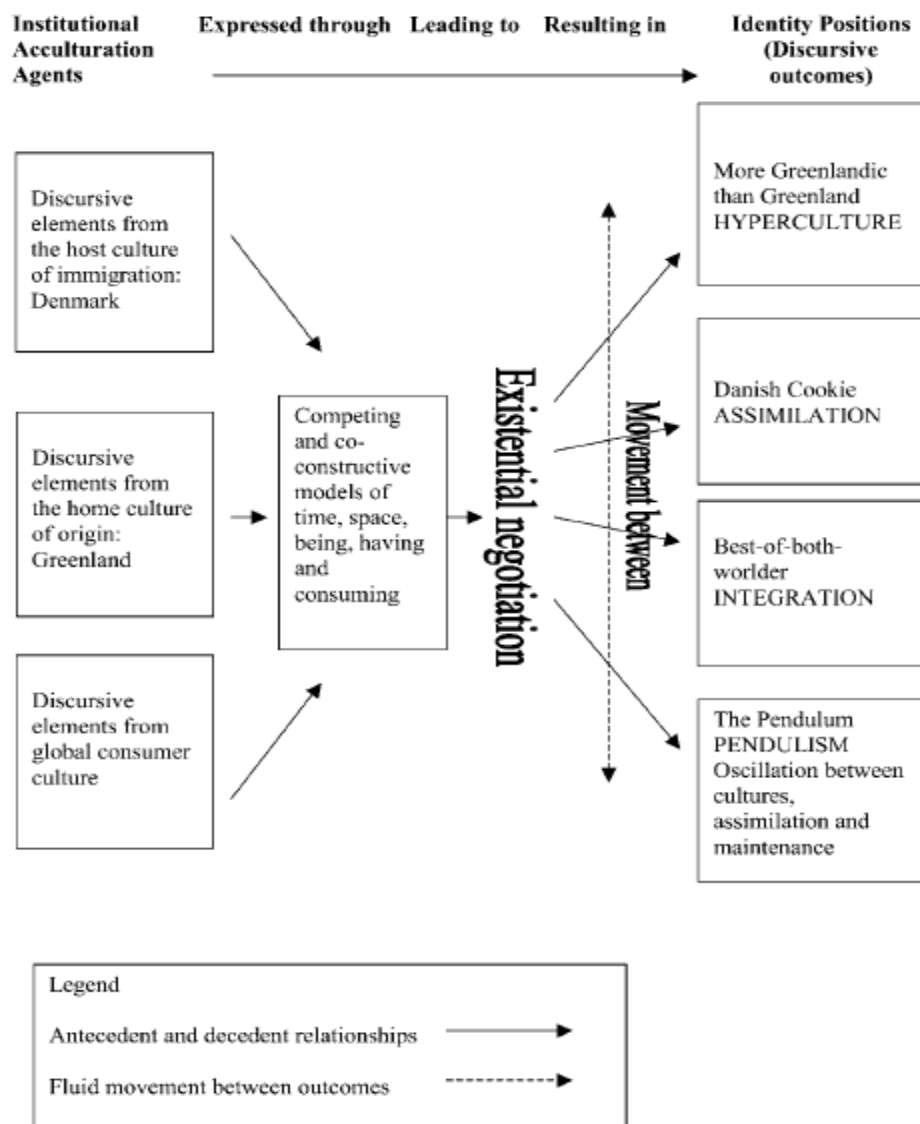 Institutional
Acculturation
Agents
Expressed through
Leading to
Resulting in
Identity Positions
(Discursive
outcomes)
Discursive
elements from
the host culture
of immigration:
Denmark
Discursive
elements from
the home culture
of origin:
Greenland
Discursive
elements from
global consumer
culture
Competing
and co-
constructive
models of
time, space,
being, having
and
consuming
Existential negotiation
Movement between
More Greenlandic
than Greenland
HYPERCULTURE
Danish Cookie
ASSIMILATION
Best-of-both-
worlder
INTEGRATION
The Pendulum
PENDULISM
Oscillation between
cultures,
assimilation and
maintenance
Legend
Antecedent and decedent relationships
Fluid movement between outcomes